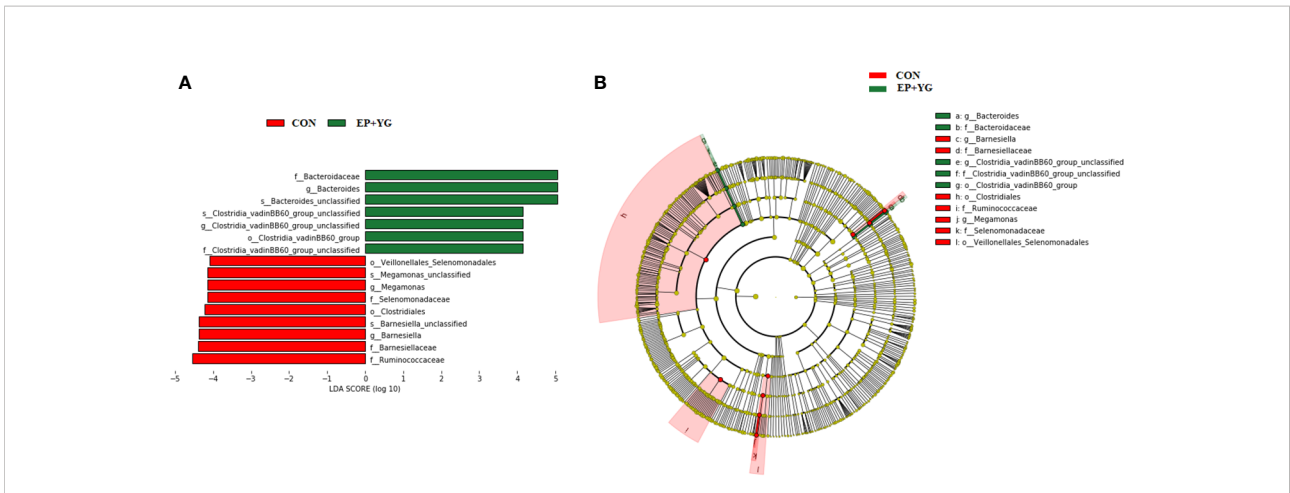 A
CON EP+YG
f__Bacteroidaceae
g__Bacteroides
s__Bacteroides_unclassified
s__Clostridia_vadinBB60_group_unclassified
g__Clostridia_vadinBB60_group_unclassified
o__Clostridia_vadinBB60_group
f__Clostridia_vadinBB60_group_unclassified
o__Veillonellales_Selenomonadales
s__Megamonas_unclassified
g__Megamonas
f__Selenomonadaceae
o__Clostridiales
s__Barnesiella_unclassified
g__Barnesiella
f__Barnesiellaceae
f__Ruminococcaceae
−5 −4 −3 −2 −1 0 1 2 3 4 5
LDA SCORE (log 10)
B
CON
EP+YG
a: g__Bacteroides
b: f__Bacteroidaceae
c: g__Barnesiella
d: f__Barnesiellaceae
e: g__Clostridia_vadinBB60_group_unclassified
f: f__Clostridia_vadinBB60_group_unclassified
g: o__Clostridia_vadinBB60_group
h: o__Clostridiales
i: f__Ruminococcaceae
j: g__Megamonas
k: f__Selenomonadaceae
l: o__Veillonellales_Selenomonadales
h
i
k
l